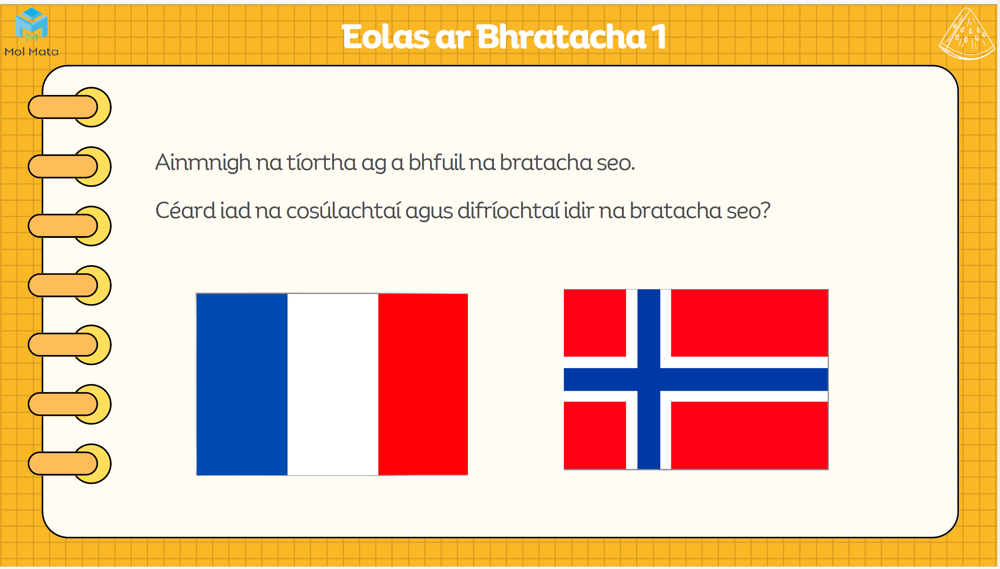 Mol Mata
Eolas ar Bhratacha 1
Ainmnigh na tíortha ag a bhfuil na bratacha seo.
Céard iad na cosúlachtaí agus difríochtaí idir na bratacha seo?